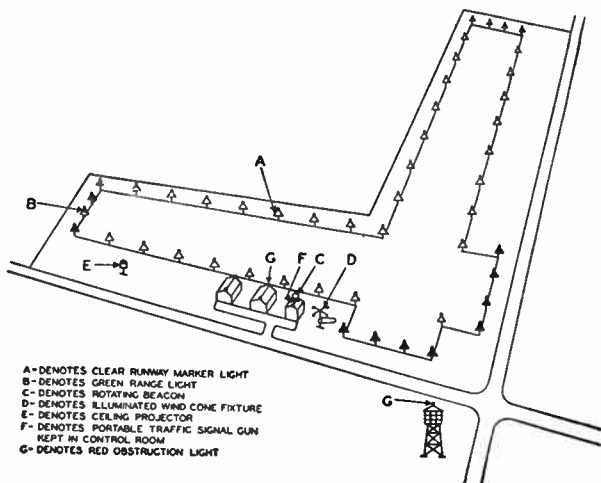 A
B
E
G
F
C
D
A-DENOTES CLEAR RUNWAY MARKER LIGHT
B-DENOTES GREEN RANGE LIGHT
C-DENOTES ROTATING BEACON
D-DENOTES ILLUMINATED WIND CONE FIXTURE
E-DENOTES CEILING PROJECTOR
F-DENOTES PORTABLE TRAFFIC SIGNAL GUN
KEPT IN CONTROL ROOM
G-DENOTES RED OBSTRUCTION LIGHT
G